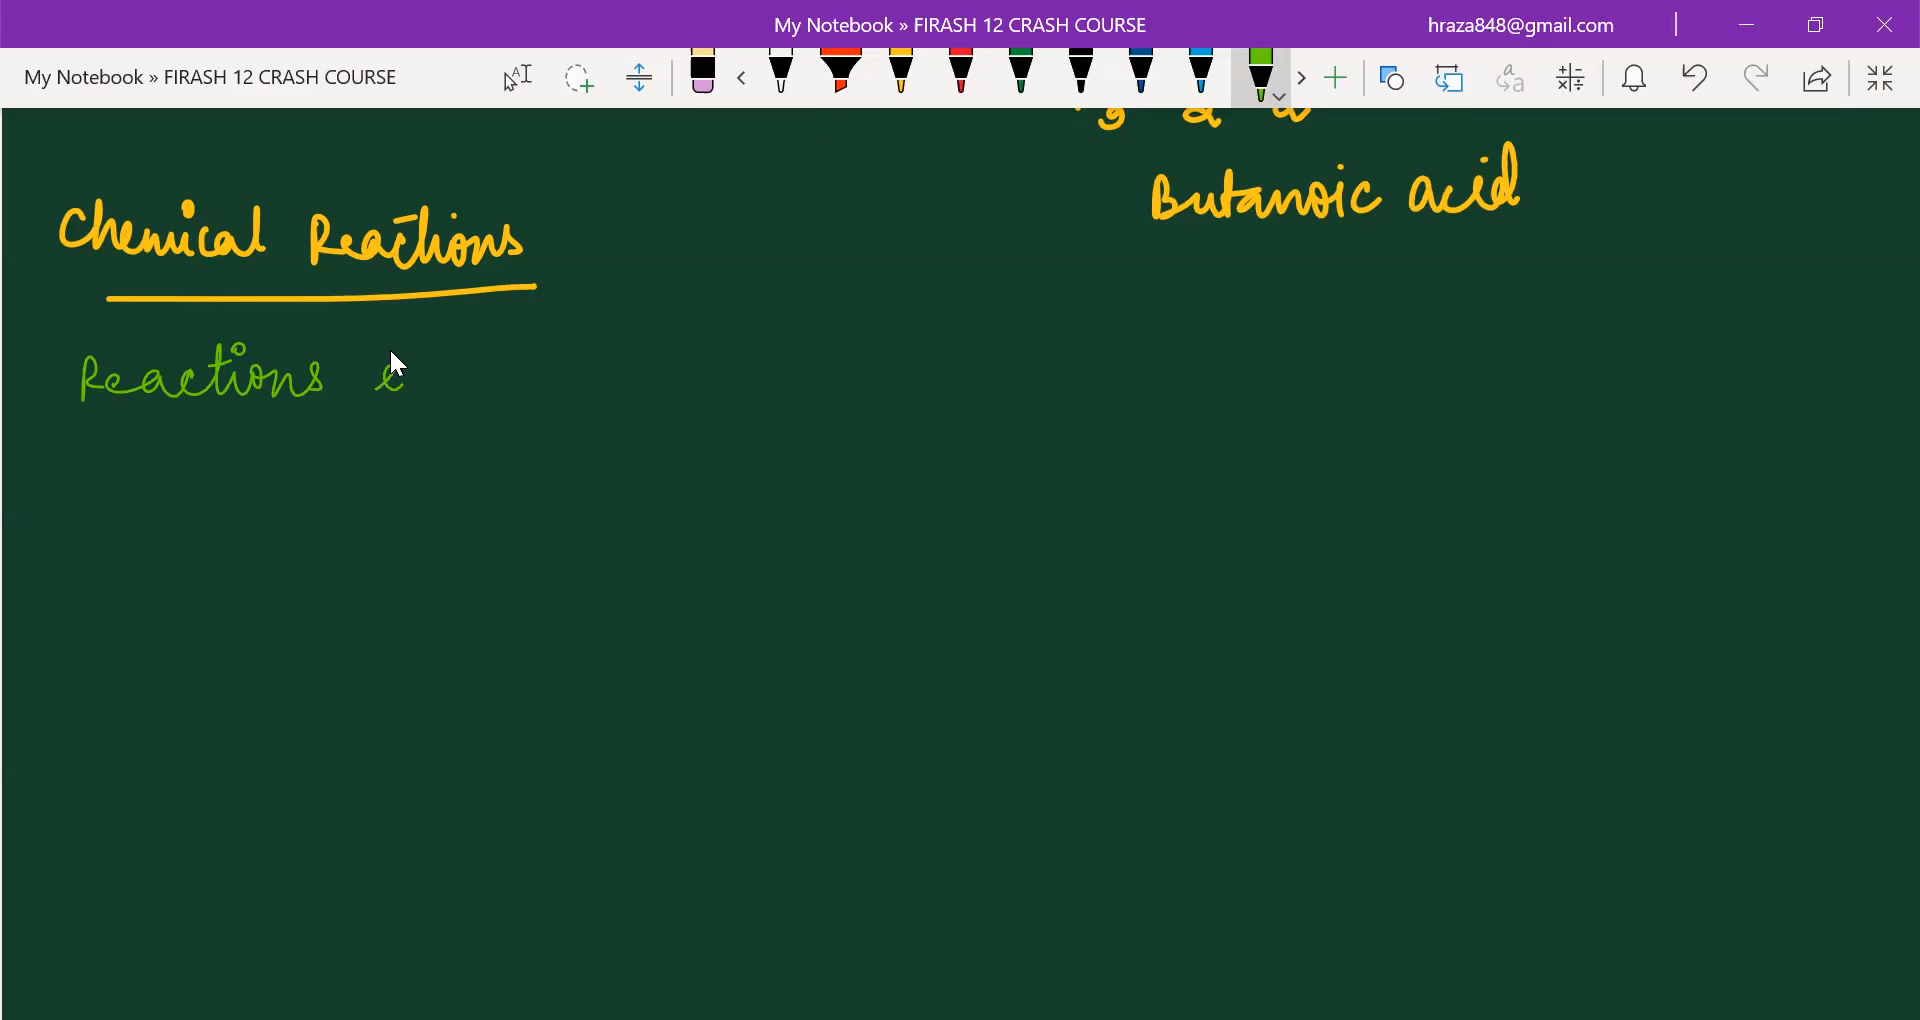 My Notebook » FIRASH 12 CRASH COURSE
hraza848@gmail.com
My Notebook » FIRASH 12 CRASH COURSE
Butanoic acid
Chemical Reactions
Reactions